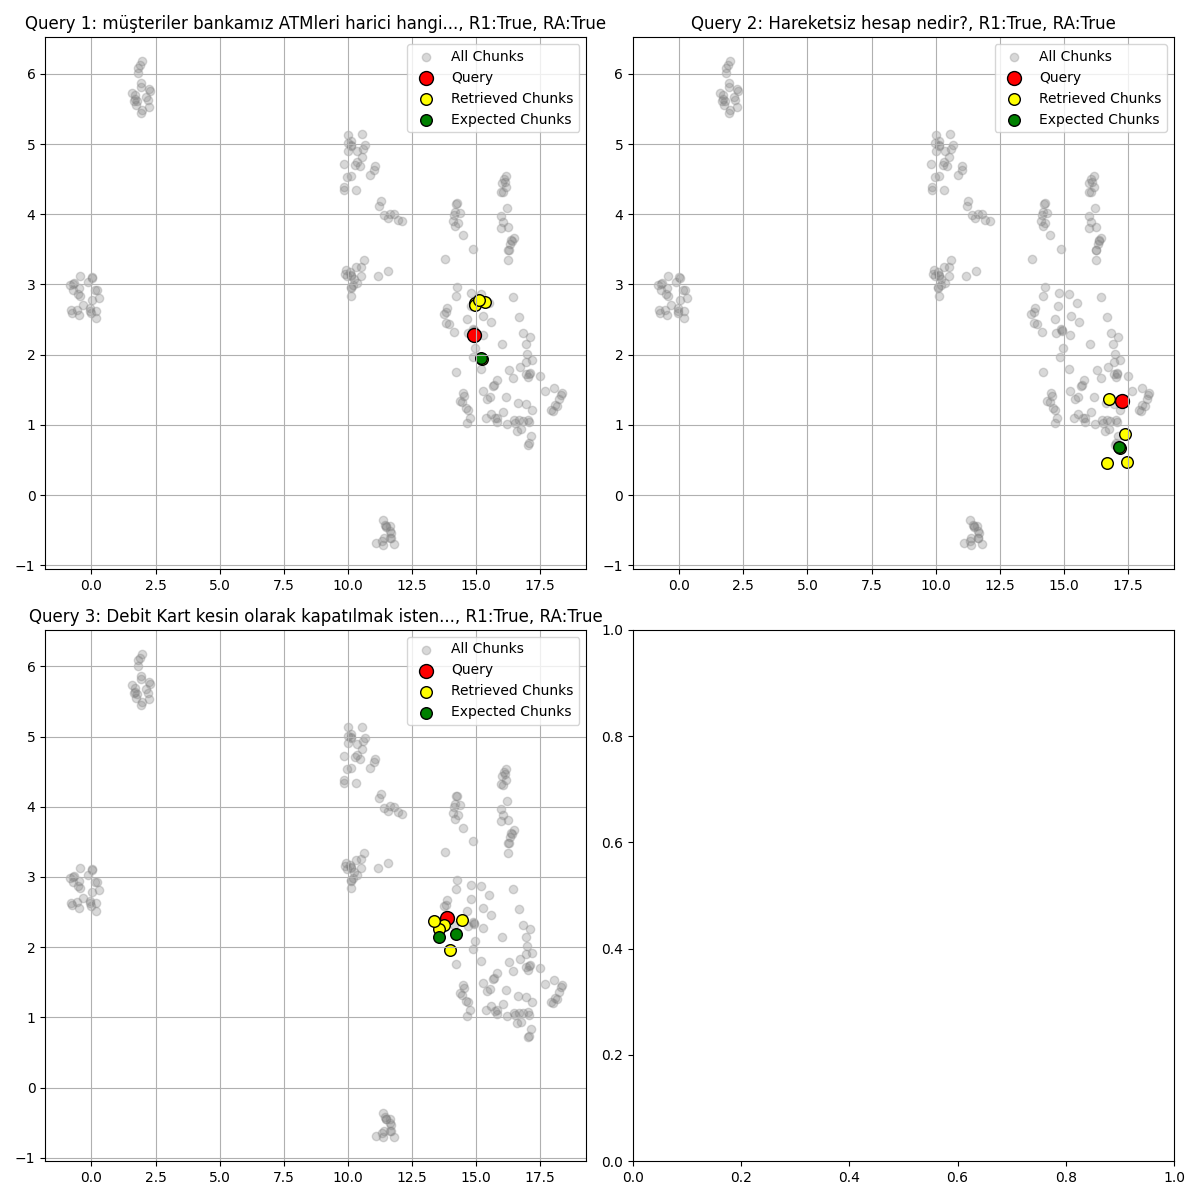 Query 1: müşteriler bankamız ATMleri harici hangi..., R1:True, RA:True
All Chunks
Query
Retrieved Chunks
Expected Chunks
6
5
4
3
2
1
0
−1
0.0 2.5 5.0 7.5 10.0 12.5 15.0 17.5
Query 2: Hareketsiz hesap nedir?, R1:True, RA:True
All Chunks
Query
Retrieved Chunks
Expected Chunks
6
5
4
3
2
1
0
−1
0.0 2.5 5.0 7.5 10.0 12.5 15.0 17.5
Query 3: Debit Kart kesin olarak kapatılmak isten..., R1:True, RA:True
All Chunks
Query
Retrieved Chunks
Expected Chunks
6
5
4
3
2
1
0
−1
0.0 2.5 5.0 7.5 10.0 12.5 15.0 17.5
1.0
0.8
0.6
0.4
0.2
0.0
0.0 0.2 0.4 0.6 0.8 1.0